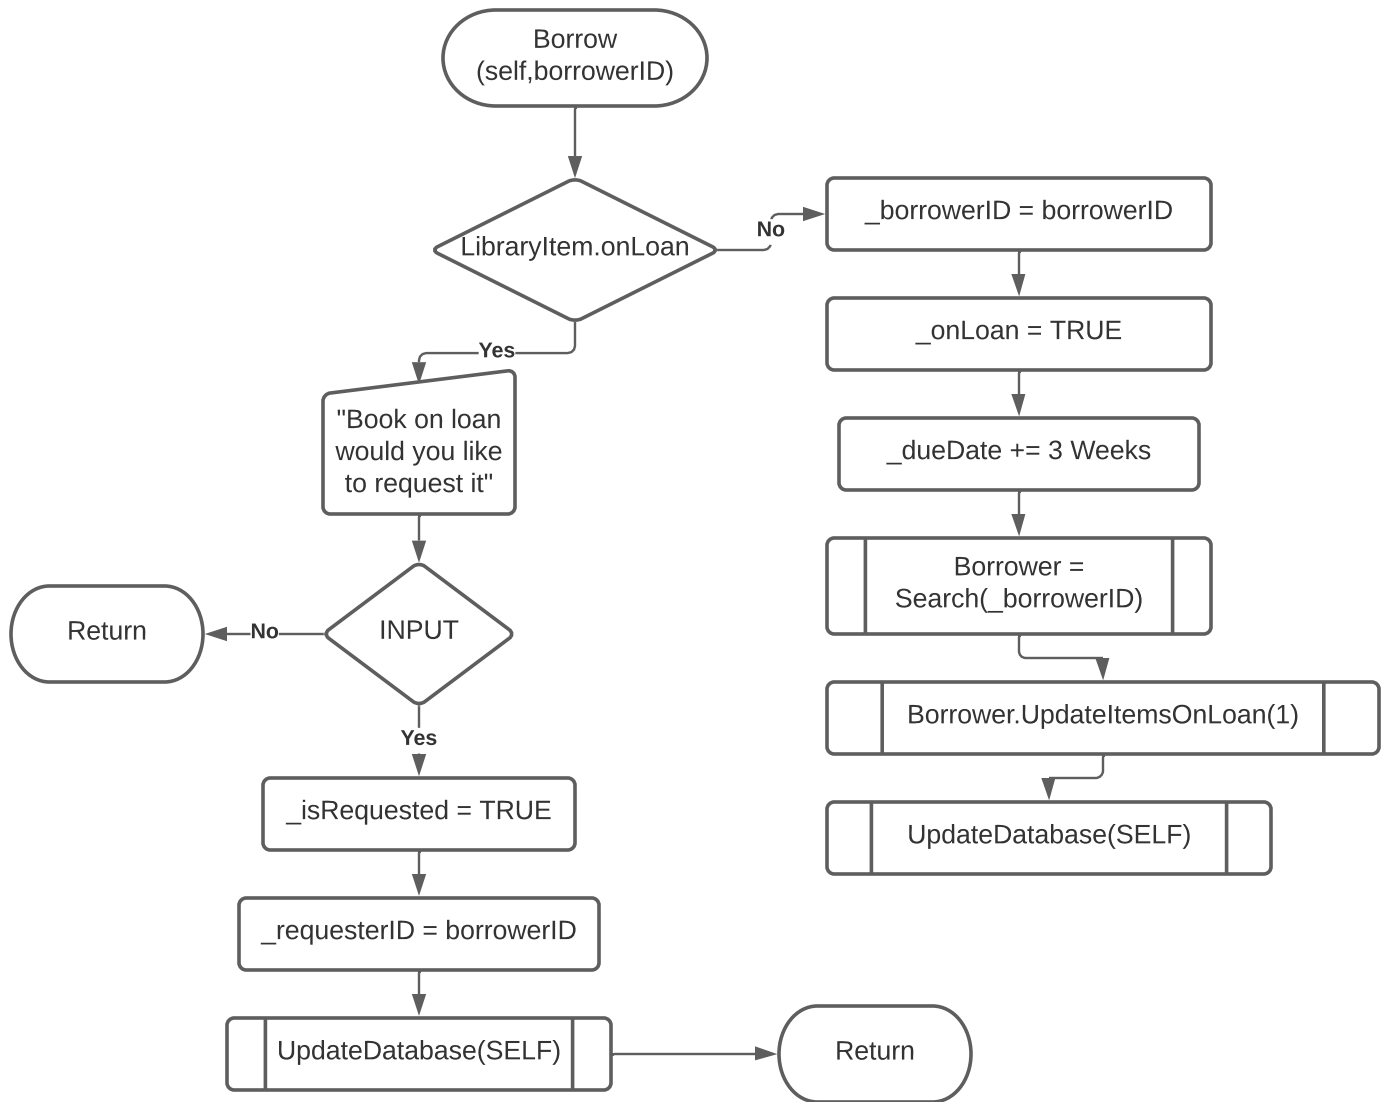 Borrow
(self,borrowerID)
LibraryItem.onLoan
No
_borrowerID = borrowerID
_onLoan = TRUE
_dueDate += 3 Weeks
Borrower =
Search(_borrowerID)
Borrower.UpdateItemsOnLoan(1)
UpdateDatabase(SELF)
Yes
"Book on loan
would you like
to request it"
INPUT
No
Return
Yes
_isRequested = TRUE
_requesterID = borrowerID
UpdateDatabase(SELF)
Return